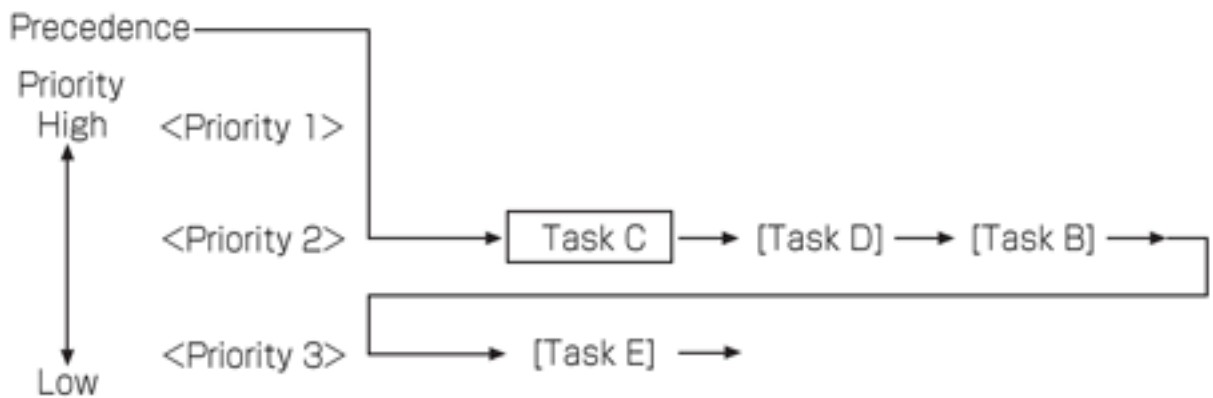 Precedence
Priority
High
<Priority 1>
<Priority 2>
Task C
[Task D]
[Task B]
<Priority 3>
[Task E]
Low